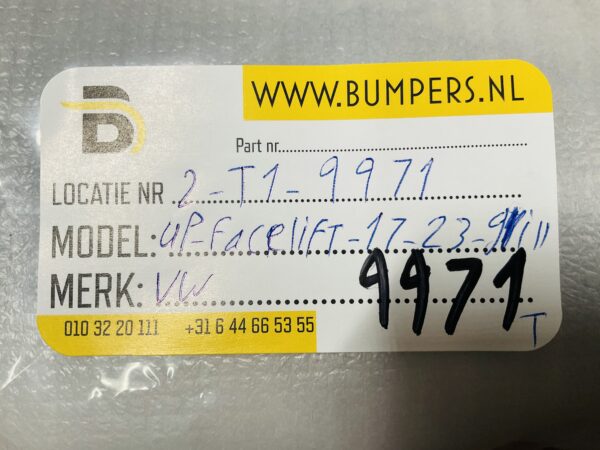 B
WWW.BUMPERS.NL
Part nr.
LOCATIE NR 2-T1-9971
MODEL: UP-Facelift-17-23-grill
MERK: VW
9971
T
010 32 20 111 +31 6 44 66 53 55